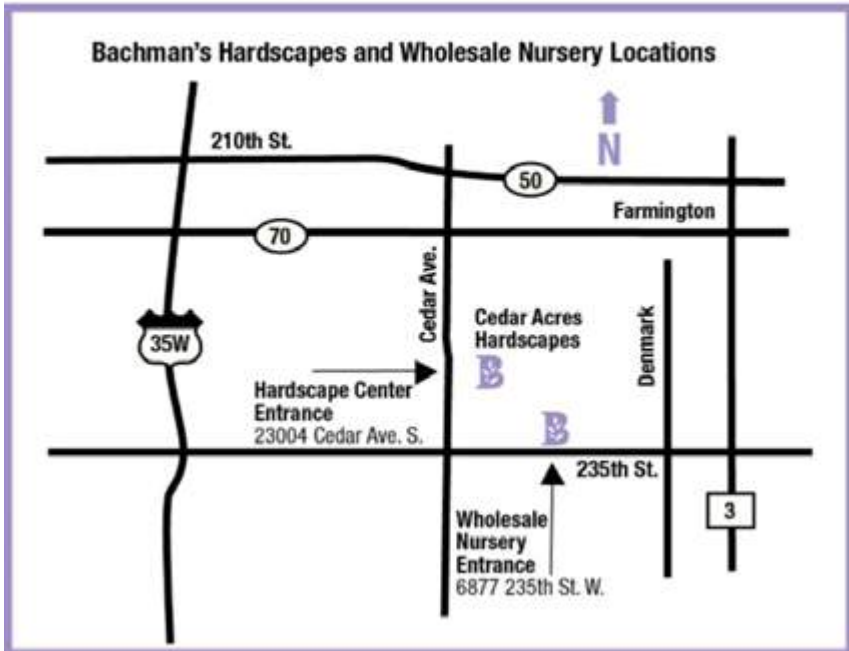 Bachman's Hardscapes and Wholesale Nursery Locations
210th St.
N
50
Farmington
70
Cedar Ave.
35W
Cedar Acres
Hardscapes
B
Denmark
Hardscape Center
Entrance
23004 Cedar Ave. S.
B
235th St.
3
Wholesale
Nursery
Entrance
6877 235th St. W.